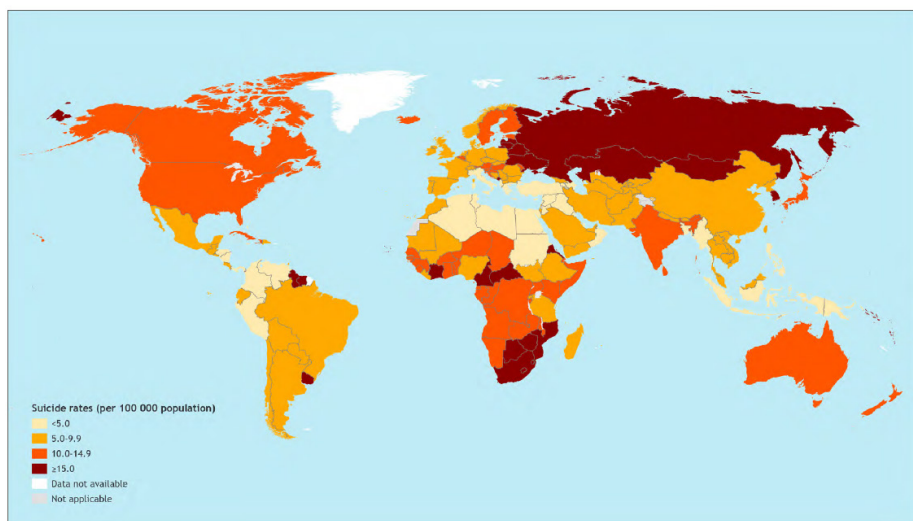 Suicide rates (per 100 000 population)
<5.0
5.0-9.9
10.0-14.9
≥15.0
Data not available
Not applicable